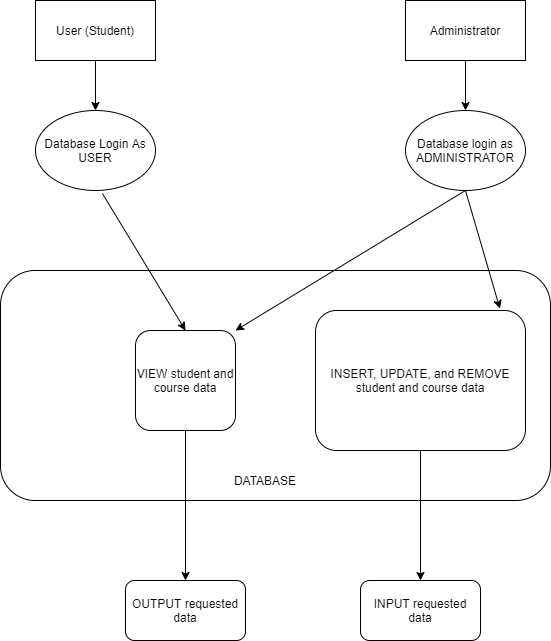 User (Student)
Administrator
Database Login As
USER
Database login as
ADMINISTRATOR
VIEW student and
course data
INSERT, UPDATE, and REMOVE
student and course data
DATABASE
OUTPUT requested
data
INPUT requested
data